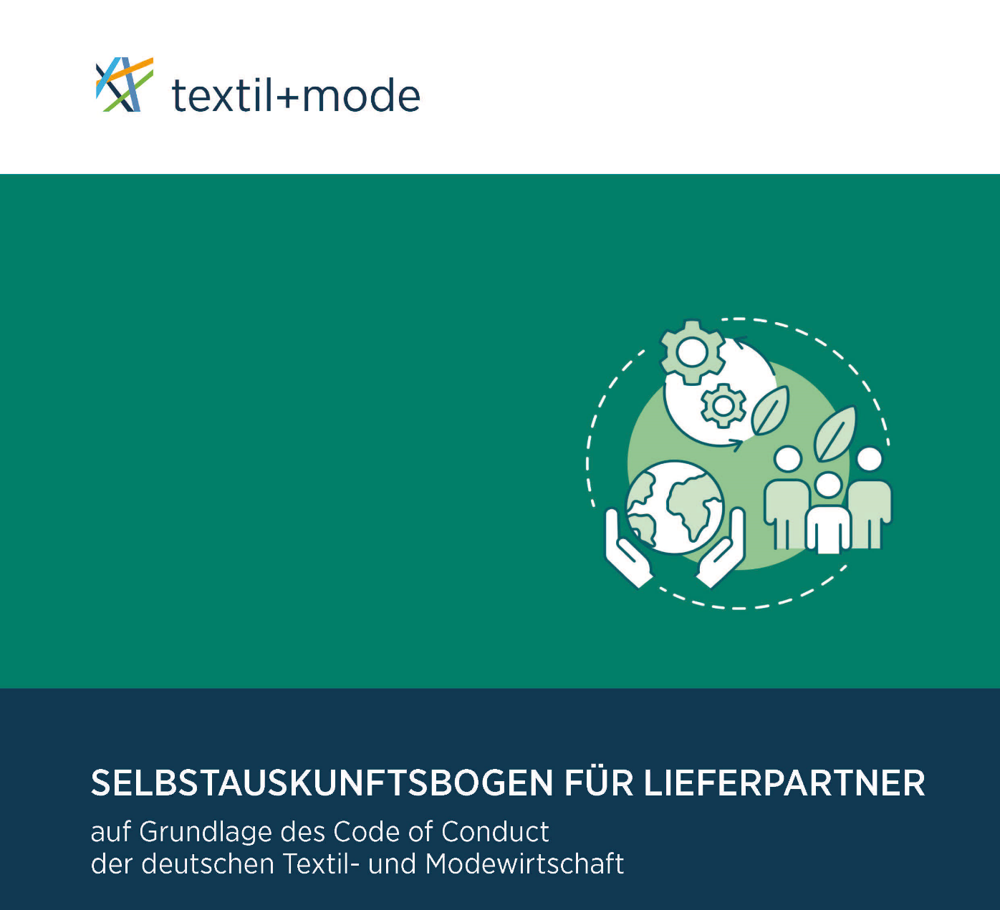 textil+mode
SELBSTAUSKUNFTSBOGEN FÜR LIEFERPARTNER
auf Grundlage des Code of Conduct
der deutschen Textil- und Modewirtschaft